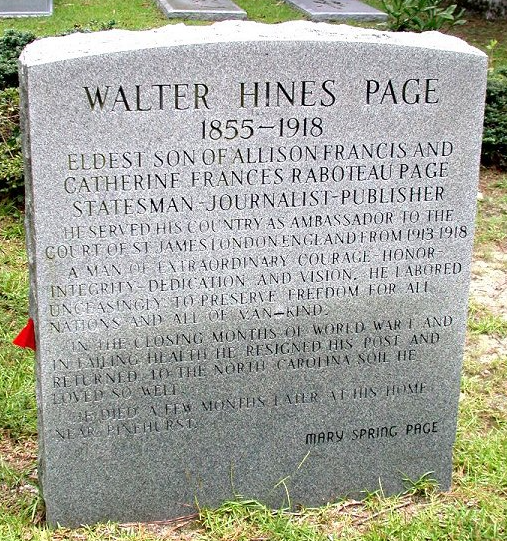 WALTER HINES PAGE
1855-1918
ELDEST SON OF ALLISON FRANCIS AND
CATHERINE FRANCES RABOTEAU PAGE
STATESMAN-JOURNALIST-PUBLISHER
HE SERVED HIS COUNTRY AS AMBASSADOR TO THE
COURT OF ST. JAMES LONDON ENGLAND FROM 1913-1918
A MAN OF EXTRAORDINARY COURAGE-HONOR-
INTEGRITY-DEDICATION AND VISION. HE LABORED
UNCEASINGLY TO PRESERVE FREEDOM FOR ALL
NATIONS AND ALL OF MAN-KIND.
IN THE CLOSING MONTHS OF WORLD WAR I AND
IN FAILING HEALTH HE RESIGNED HIS POST AND
RETURNED TO THE NORTH CAROLINA SOIL HE
LOVED SO WELL.
HE DIED A FEW MONTHS LATER AT HIS HOME
NEAR PINEHURST.
MARY SPRING PAGE